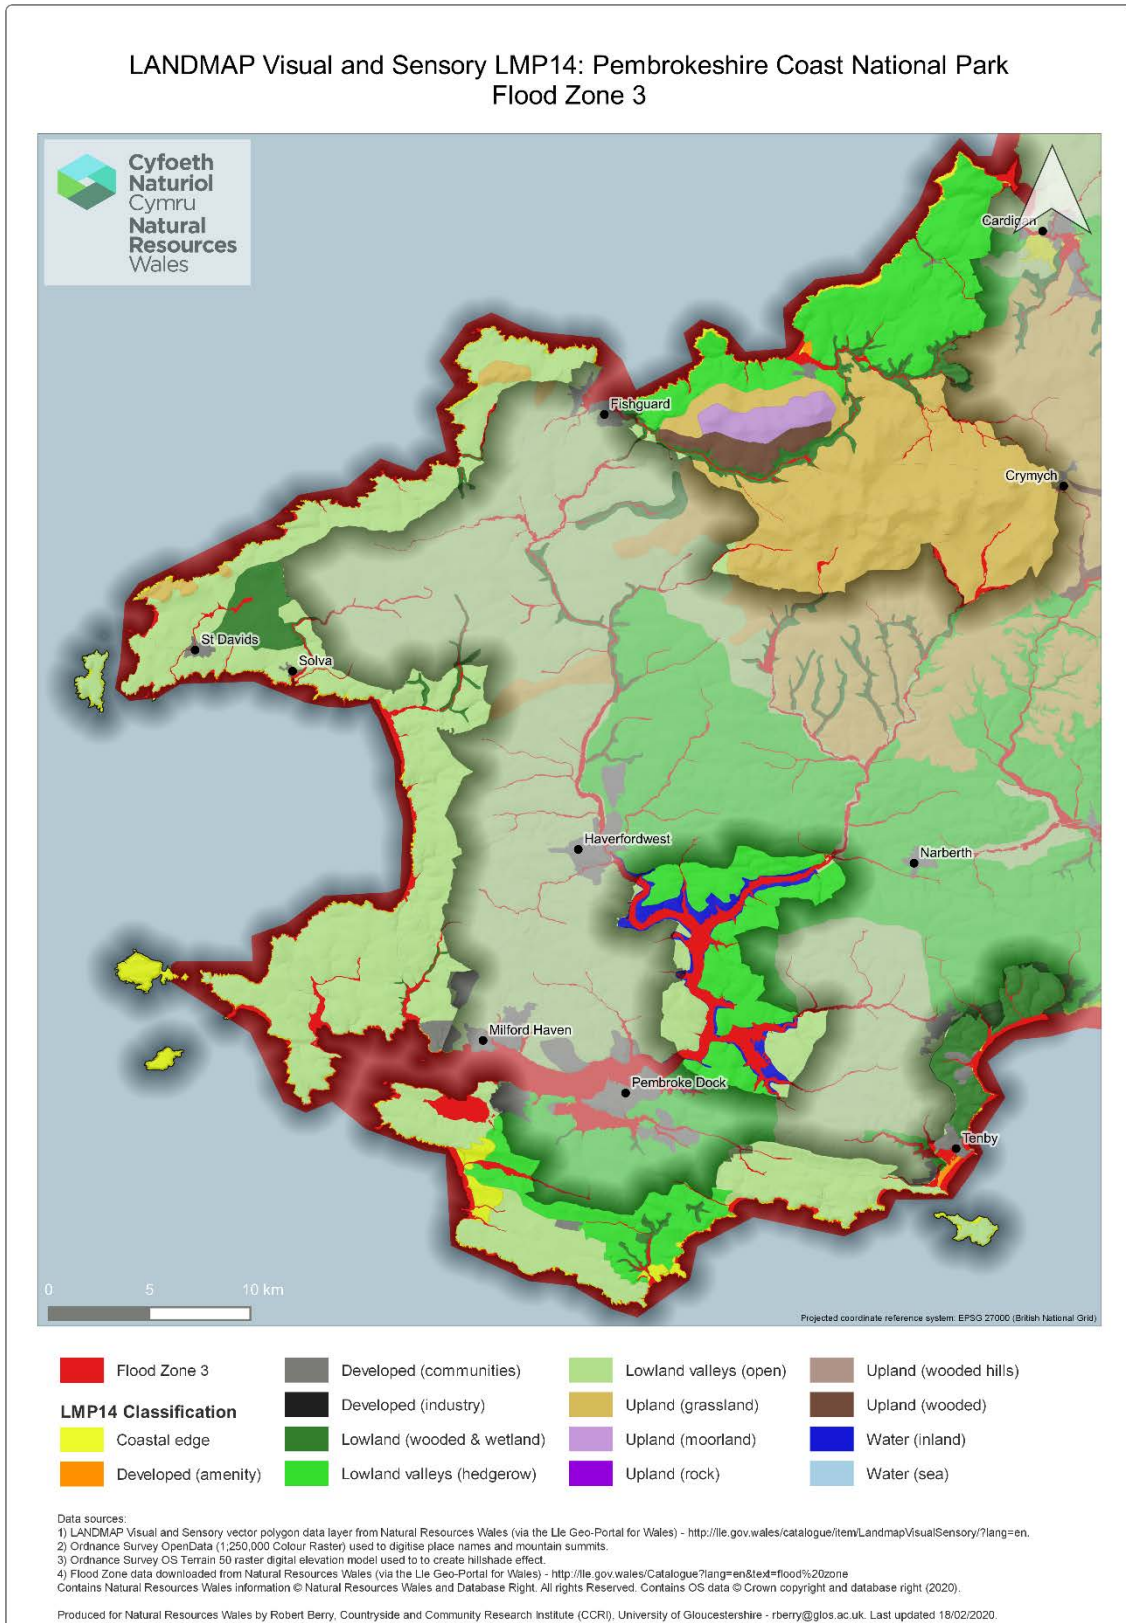 LANDMAP Visual and Sensory LMP14: Pembrokeshire Coast National Park
Flood Zone 3
Cyfoeth
Naturiol
Cymru
Natural
Resources
Wales
Cardigan
Fishguard
Crymych
St Davids
Solva
Haverfordwest
Narberth
Milford Haven
Pembroke Dock
Tenby
0 5 10 km
Projected coordinate reference system: EPSG 27000 (British National Grid)
Flood Zone 3
LMP14 Classification
Coastal edge
Developed (amenity)
Developed (communities)
Developed (industry)
Lowland (wooded & wetland)
Lowland valleys (hedgerow)
Lowland valleys (open)
Upland (grassland)
Upland (moorland)
Upland (rock)
Upland (wooded hills)
Upland (wooded)
Water (inland)
Water (sea)
Data sources:
1) LANDMAP Visual and Sensory vector polygon data layer from Natural Resources Wales (via the Lle Geo-Portal for Wales) - http://lle.gov.wales/catalogue/item/LandmapVisualSensory/?lang=en.
2) Ordnance Survey OpenData (1;250,000 Colour Raster) used to digitise place names and mountain summits.
3) Ordnance Survey OS Terrain 50 raster digital elevation model used to to create hillshade effect.
4) Flood Zone data downloaded from Natural Resources Wales (via the Lle Geo-Portal for Wales) - http://lle.gov.wales/Catalogue?lang=en&text=flood%20zone
Contains Natural Resources Wales information © Natural Resources Wales and Database Right. All rights Reserved. Contains OS data © Crown copyright and database right (2020).
Produced for Natural Resources Wales by Robert Berry, Countryside and Community Research Institute (CCRI), University of Gloucestershire - rberry@glos.ac.uk. Last updated 18/02/2020.